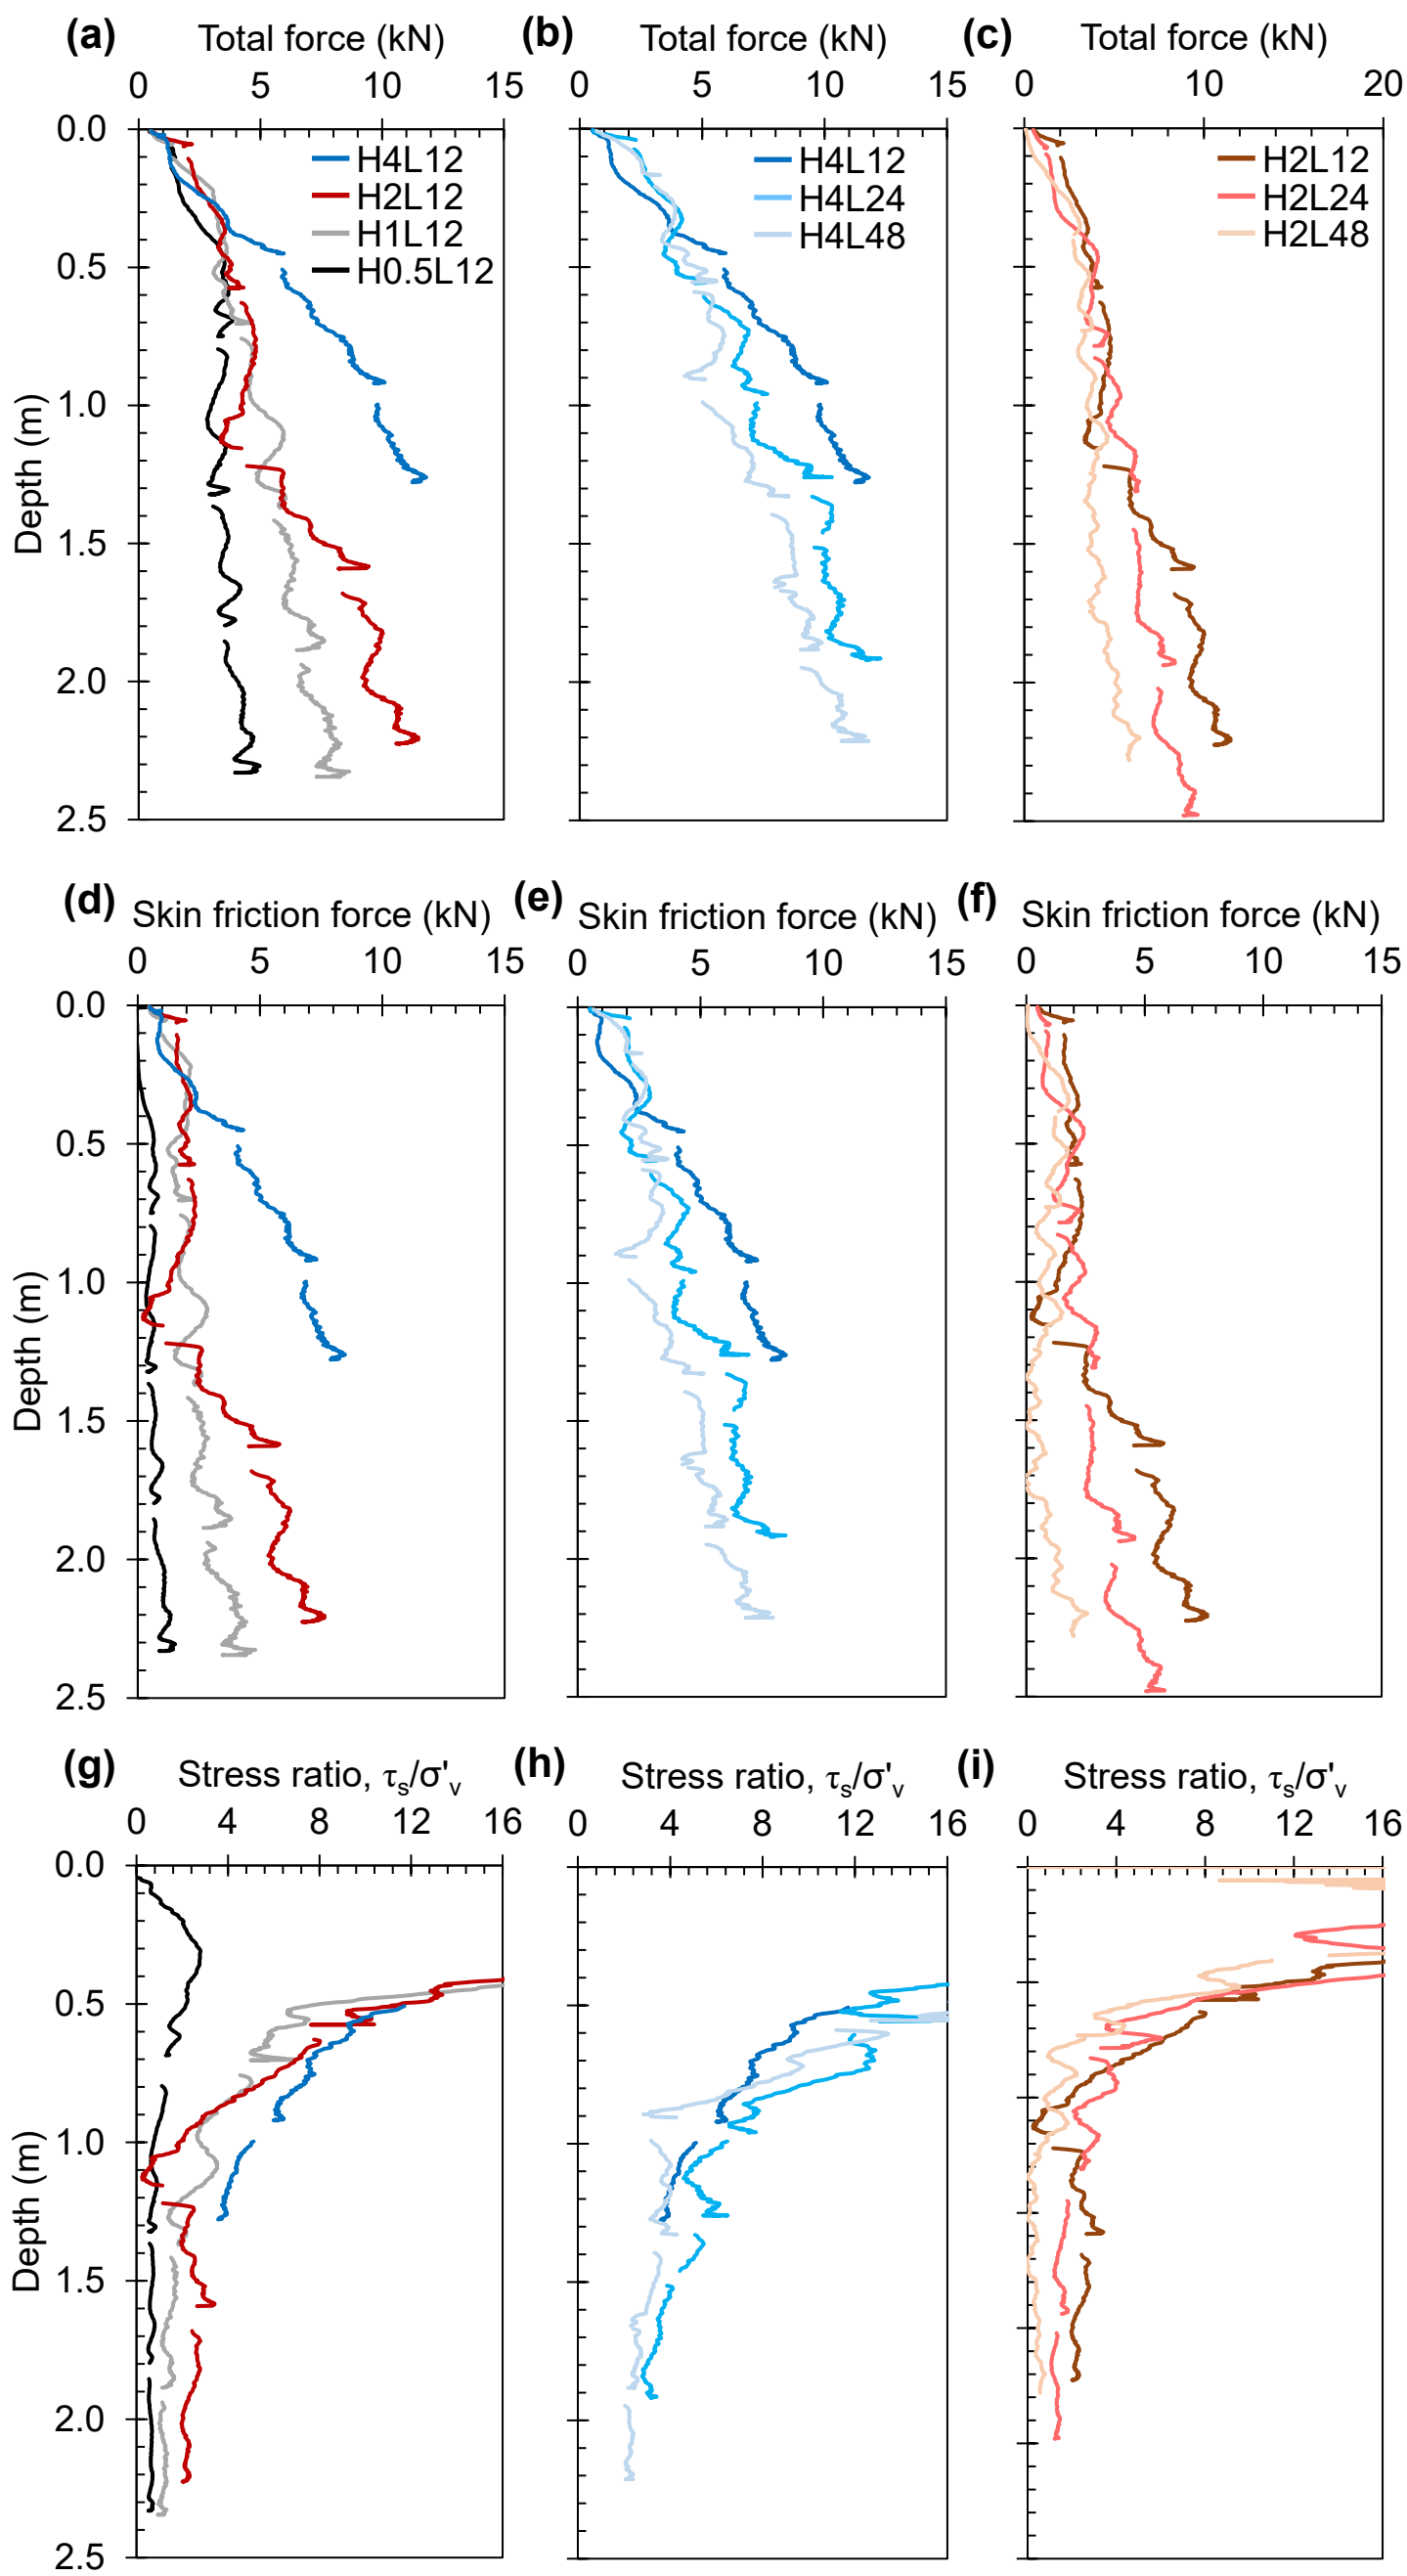 (a) Total force (kN) (b) Total force (kN) (c) Total force (kN)
0 5 10 15 0 5 10 15 0 10 20
0.0
H4L12 H4L12 H2L12
H2L12 H4L24 H2L24
H1L12 H4L48 H2L48
0.5 H0.5L12
1.0
Depth (m)
1.5
2.0
2.5
(d) Skin friction force (kN) (e) Skin friction force (kN) (f) Skin friction force (kN)
0 5 10 15 0 5 10 15 0 5 10 15
0.0
0.5
1.0
Depth (m)
1.5
2.0
2.5
(g) Stress ratio, τs/σ'v (h) Stress ratio, τs/σ'v (i) Stress ratio, τs/σ'v
0 4 8 12 16 0 4 8 12 16 0 4 8 12 16
0.0
0.5
1.0
Depth (m)
1.5
2.0
2.5